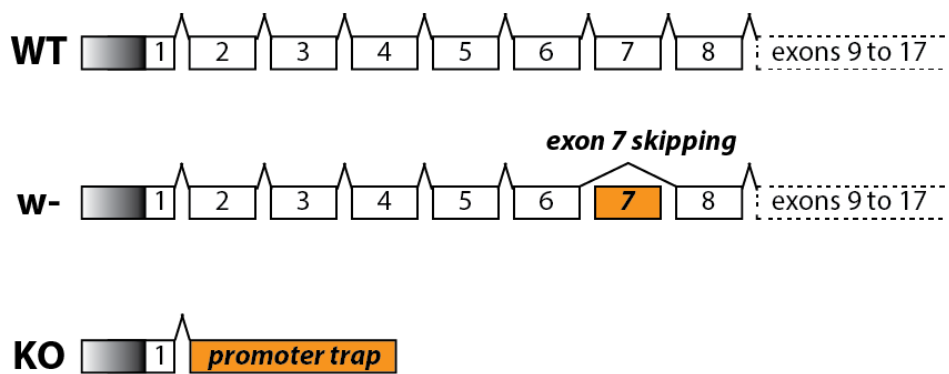 WT 1 2 3 4 5 6 7 8 exons 9 to 17
exon 7 skipping
w- 1 2 3 4 5 6 7 8 exons 9 to 17
KO 1 promoter trap